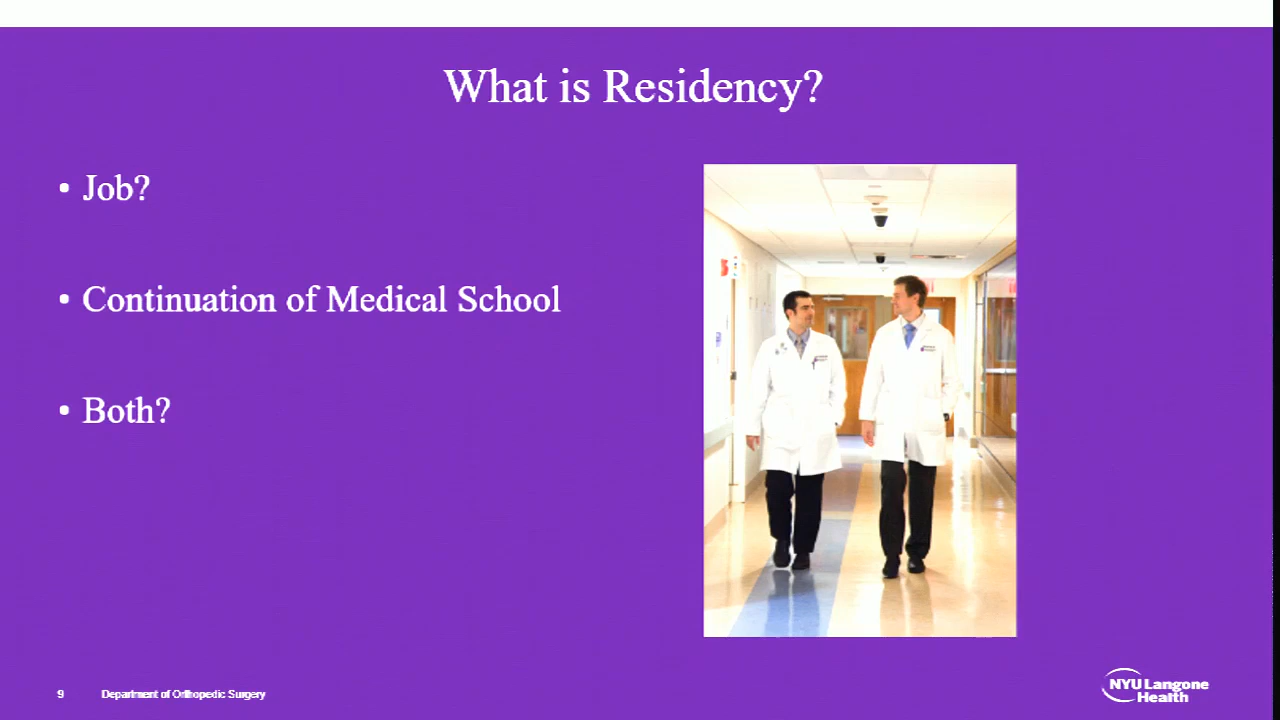 What is Residency?
• Job?
• Continuation of Medical School
• Both?
9 Department of Orthopedic Surgery
NYU Langone
Health